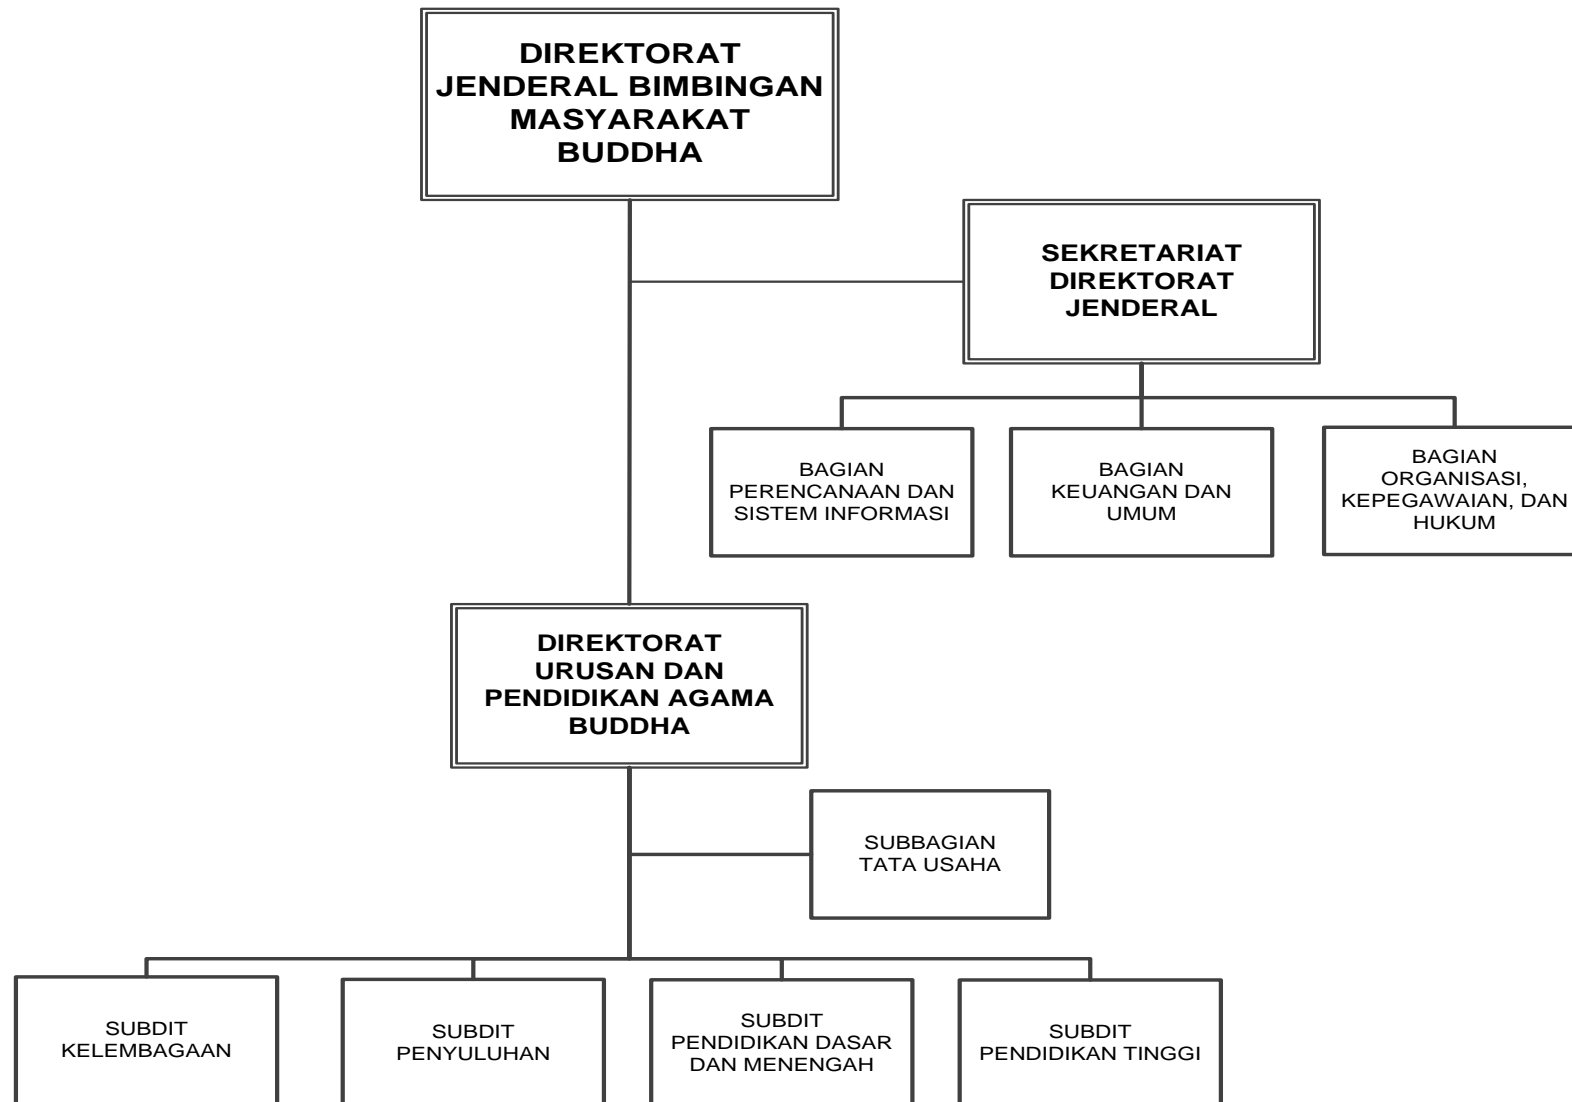 DIREKTORAT
JENDERAL BIMBINGAN
MASYARAKAT
BUDDHA
SEKRETARIAT
DIREKTORAT
JENDERAL
BAGIAN
PERENCANAAN DAN
SISTEM INFORMASI
BAGIAN
KEUANGAN DAN
UMUM
BAGIAN
ORGANISASI,
KEPEGAWAIAN, DAN
HUKUM
DIREKTORAT
URUSAN DAN
PENDIDIKAN AGAMA
BUDDHA
SUBBAGIAN
TATA USAHA
SUBDIT
KELEMBAGAAN
SUBDIT
PENYULUHAN
SUBDIT
PENDIDIKAN DASAR
DAN MENENGAH
SUBDIT
PENDIDIKAN TINGGI